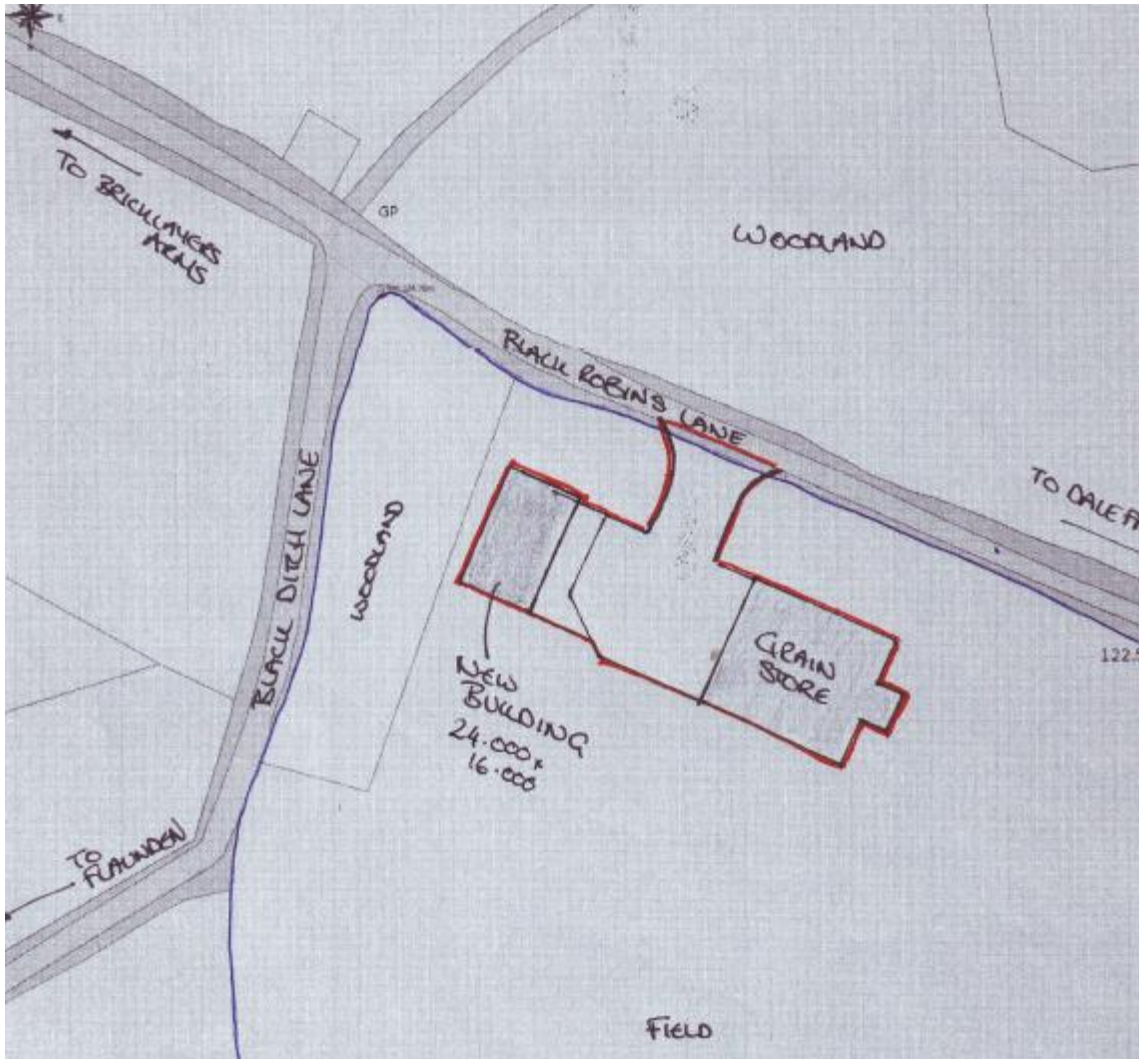 E
TO BRICKLAYERS
ARMS
GP
WOODLAND
BLACK ROBINS LANE
TO DALE F
BLACK DITCH LANE
WOODLAND
GRAIN
STORE
122.5
NEW
BUILDING
24.000 x
16.000
TO
FLAUNDEN
FIELD